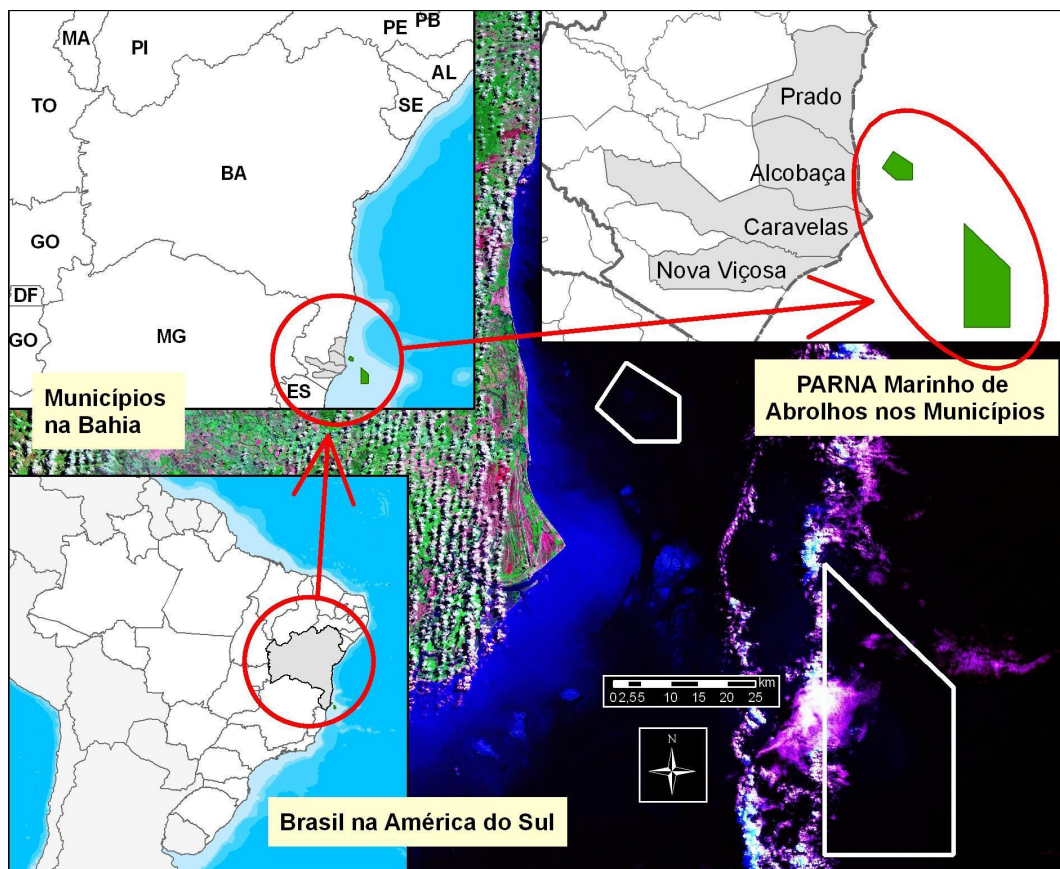 MA
PI
PE
PB
TO
AL
SE
BA
GO
DF
GO
MG
ES
Municípios
na Bahia
Prado
Alcobaça
Caravelas
Nova Viçosa
PARNA Marinho de
Abrolhos nos Municípios
km
0 2,5 5 10 15 20 25
N
Brasil na América do Sul